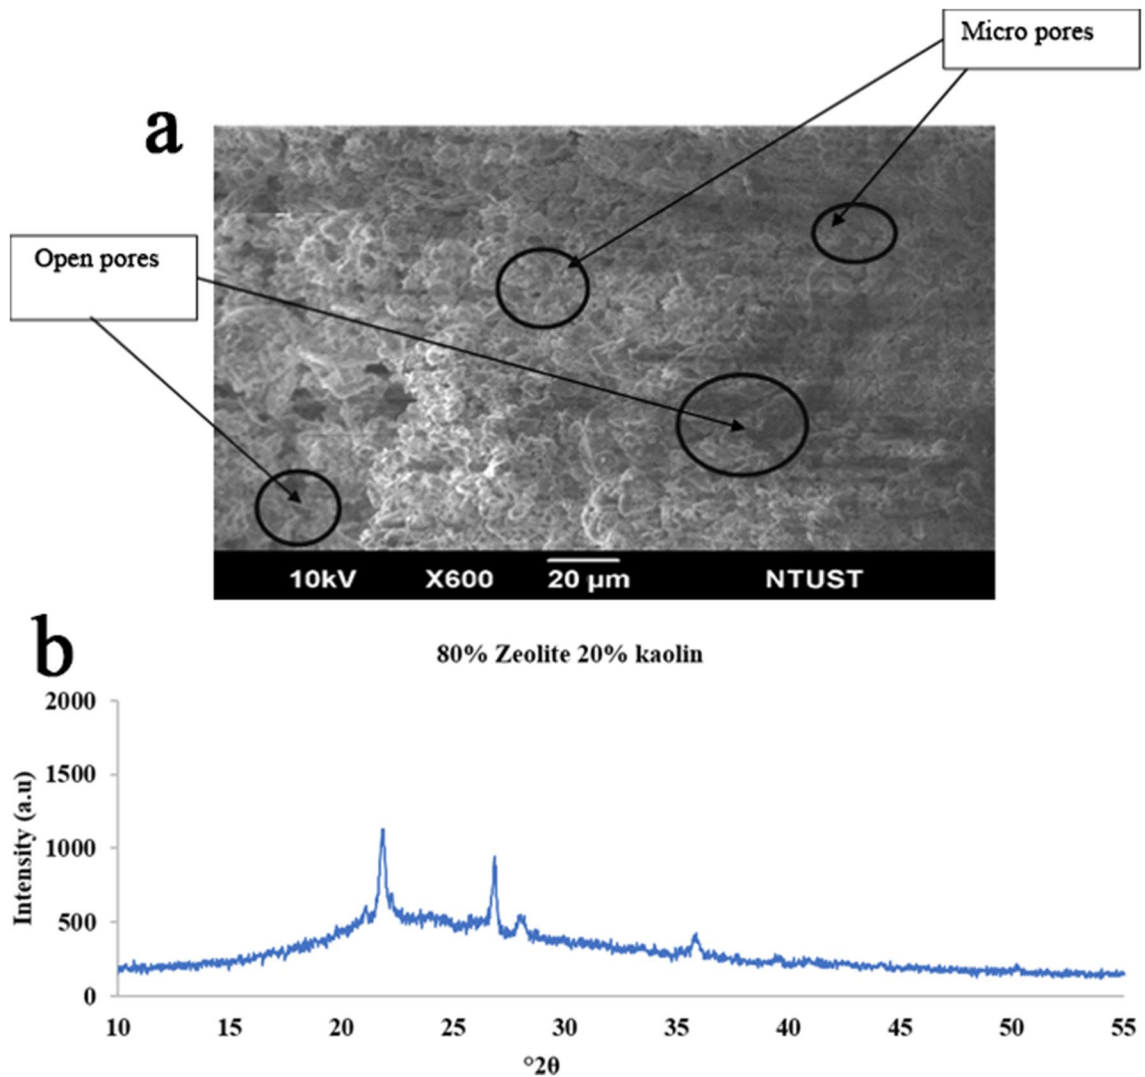 Micro pores
a
Open pores
10kV X600 20 µm NTUST
b
80% Zeolite 20% kaolin
2000
1500
1000
500
0
Intensity (a.u)
10 15 20 25 30 35 40 45 50 55
°2θ